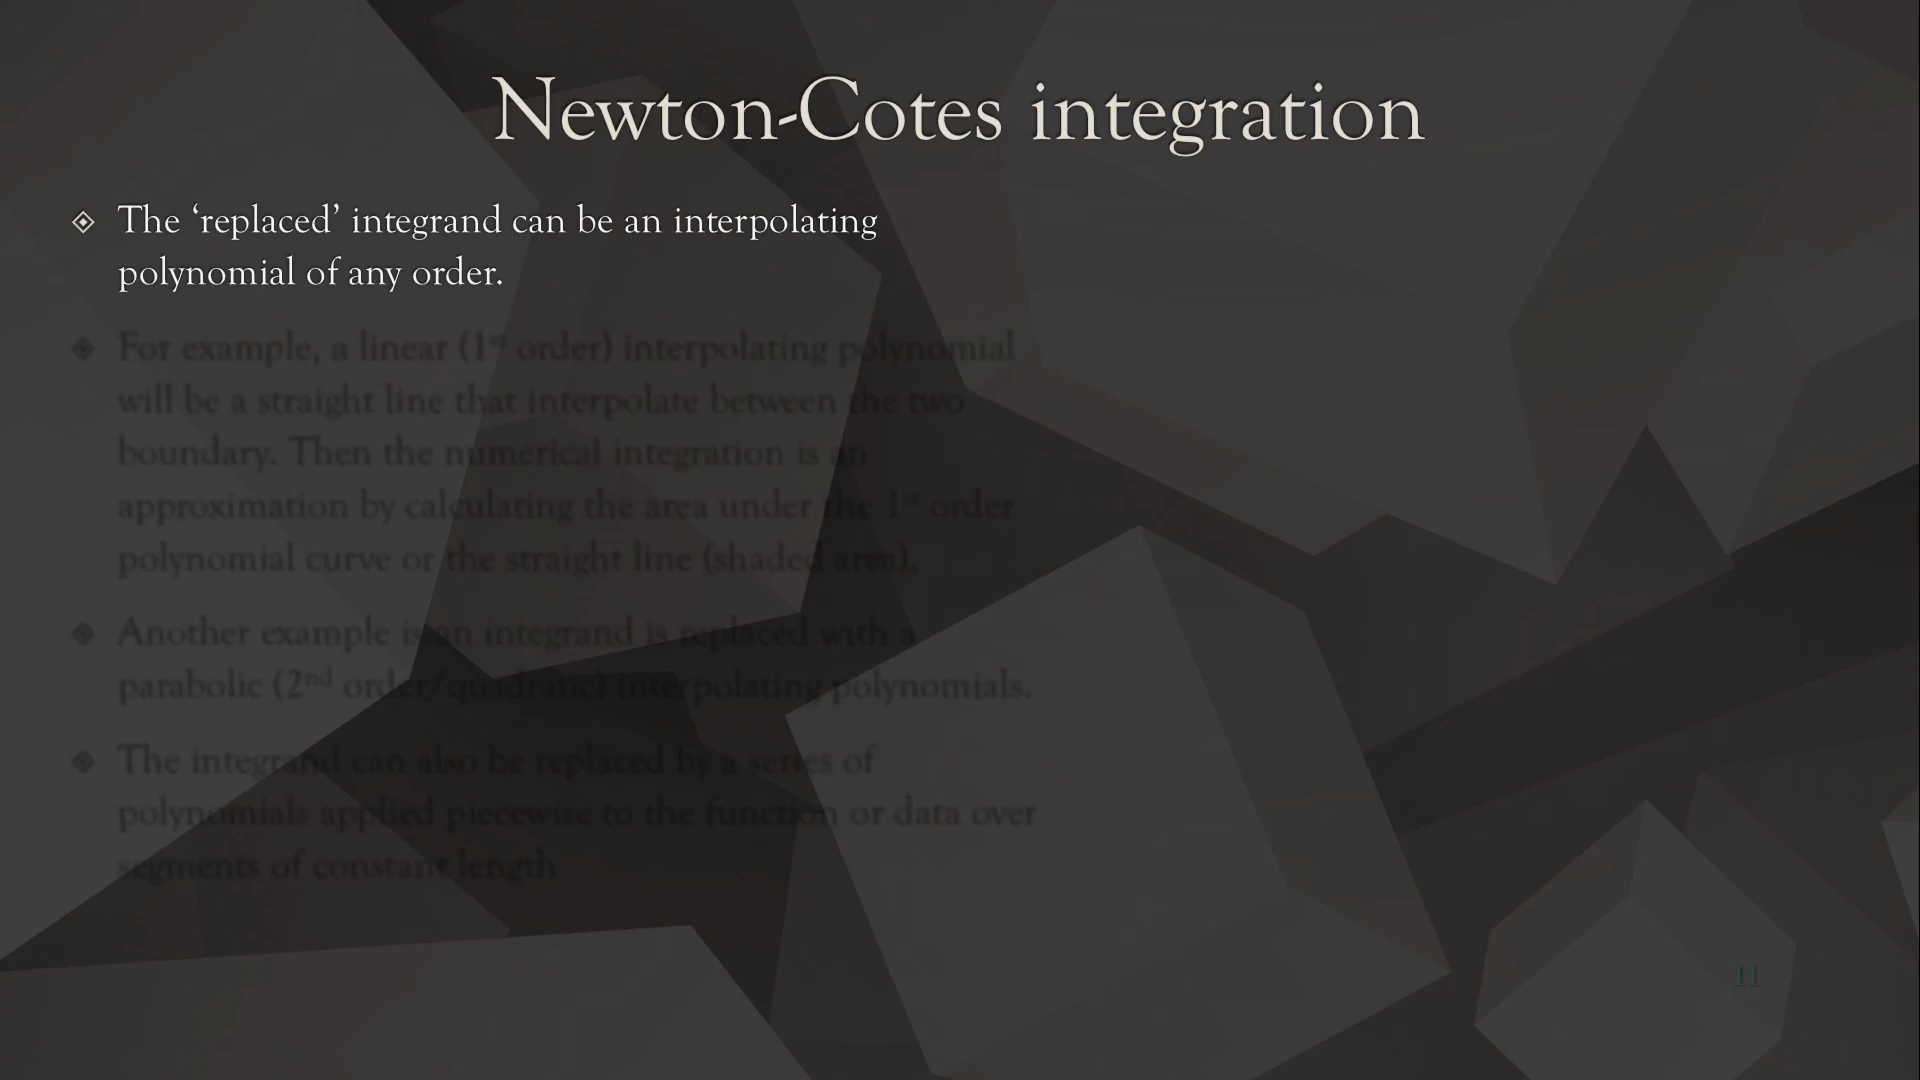 Newton-Cotes integration
The ‘replaced’ integrand can be an interpolating
polynomial of any order.
For example, a linear (1st order) interpolating polynomial
will be a straight line that interpolate between the two
boundary. Then the numerical integration is an
approximation by calculating the area under the 1st order
polynomial curve or the straight line (shaded area).
Another example is an integrand is replaced with a
parabolic (2nd order/quadratic) interpolating polynomials.
The integrand can also be replaced by a series of
polynomials applied piecewise to the function or data over
segments of constant length
11